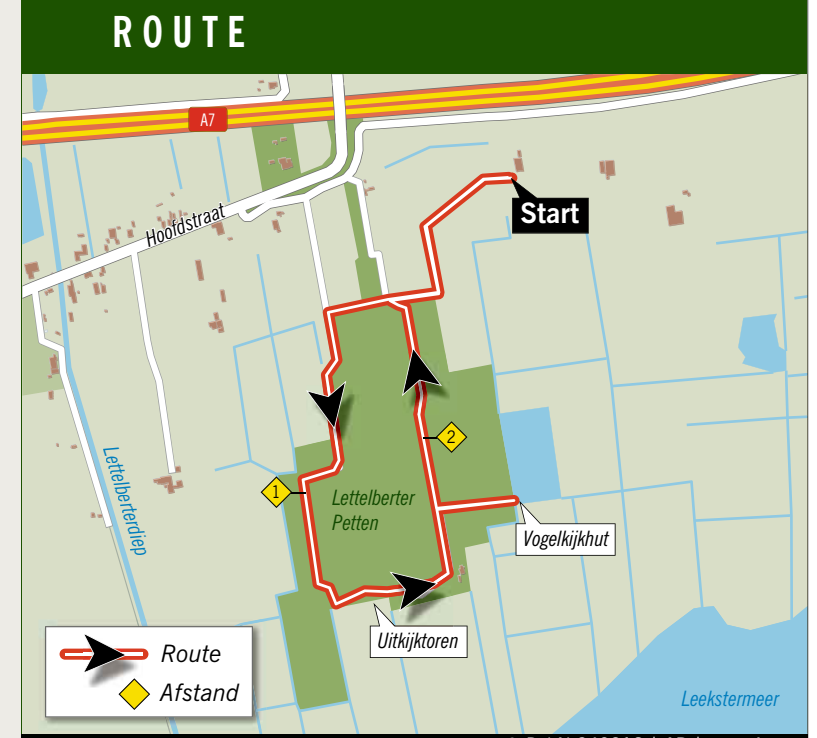 ROUTE
A7
Hoofdstraat
Start
Lettelberterdiep
1
2
Lettelberter
Petten
Vogelkijkhut
Uitkijktoren
Route
Afstand
Leekstermeer